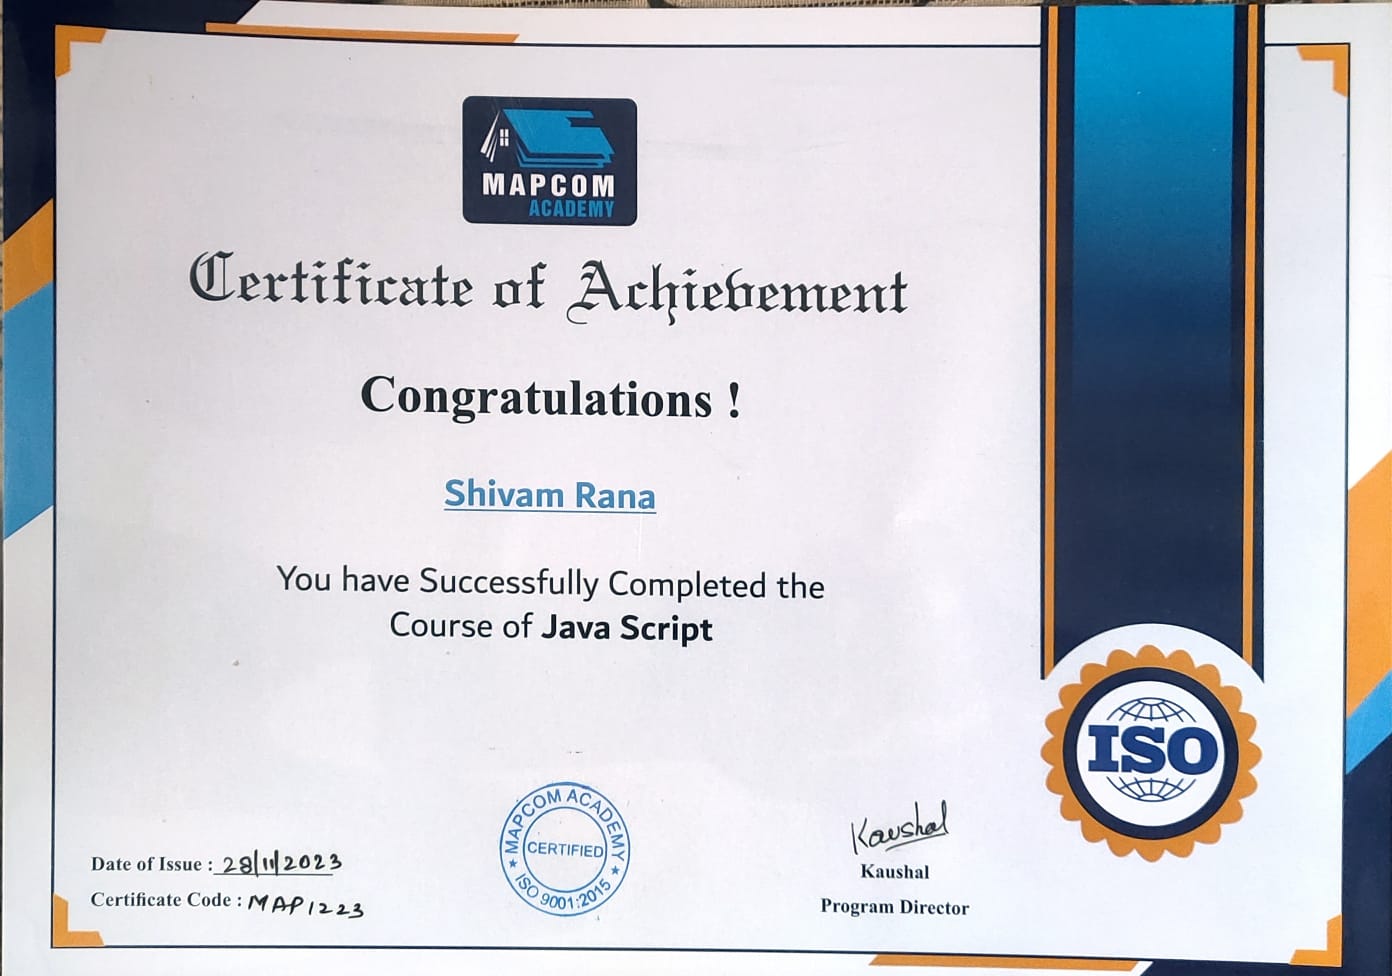 MAPCOM
ACADEMY
Certificate of Achievement
Congratulations !
Shivam Rana
You have Successfully Completed the
Course of Java Script
ISO
MAPCOM ACADEMY
CERTIFIED
ISO 9001:2015
Kaushal
Kaushal
Program Director
Date of Issue : 28/11/2023
Certificate Code : MAP1223